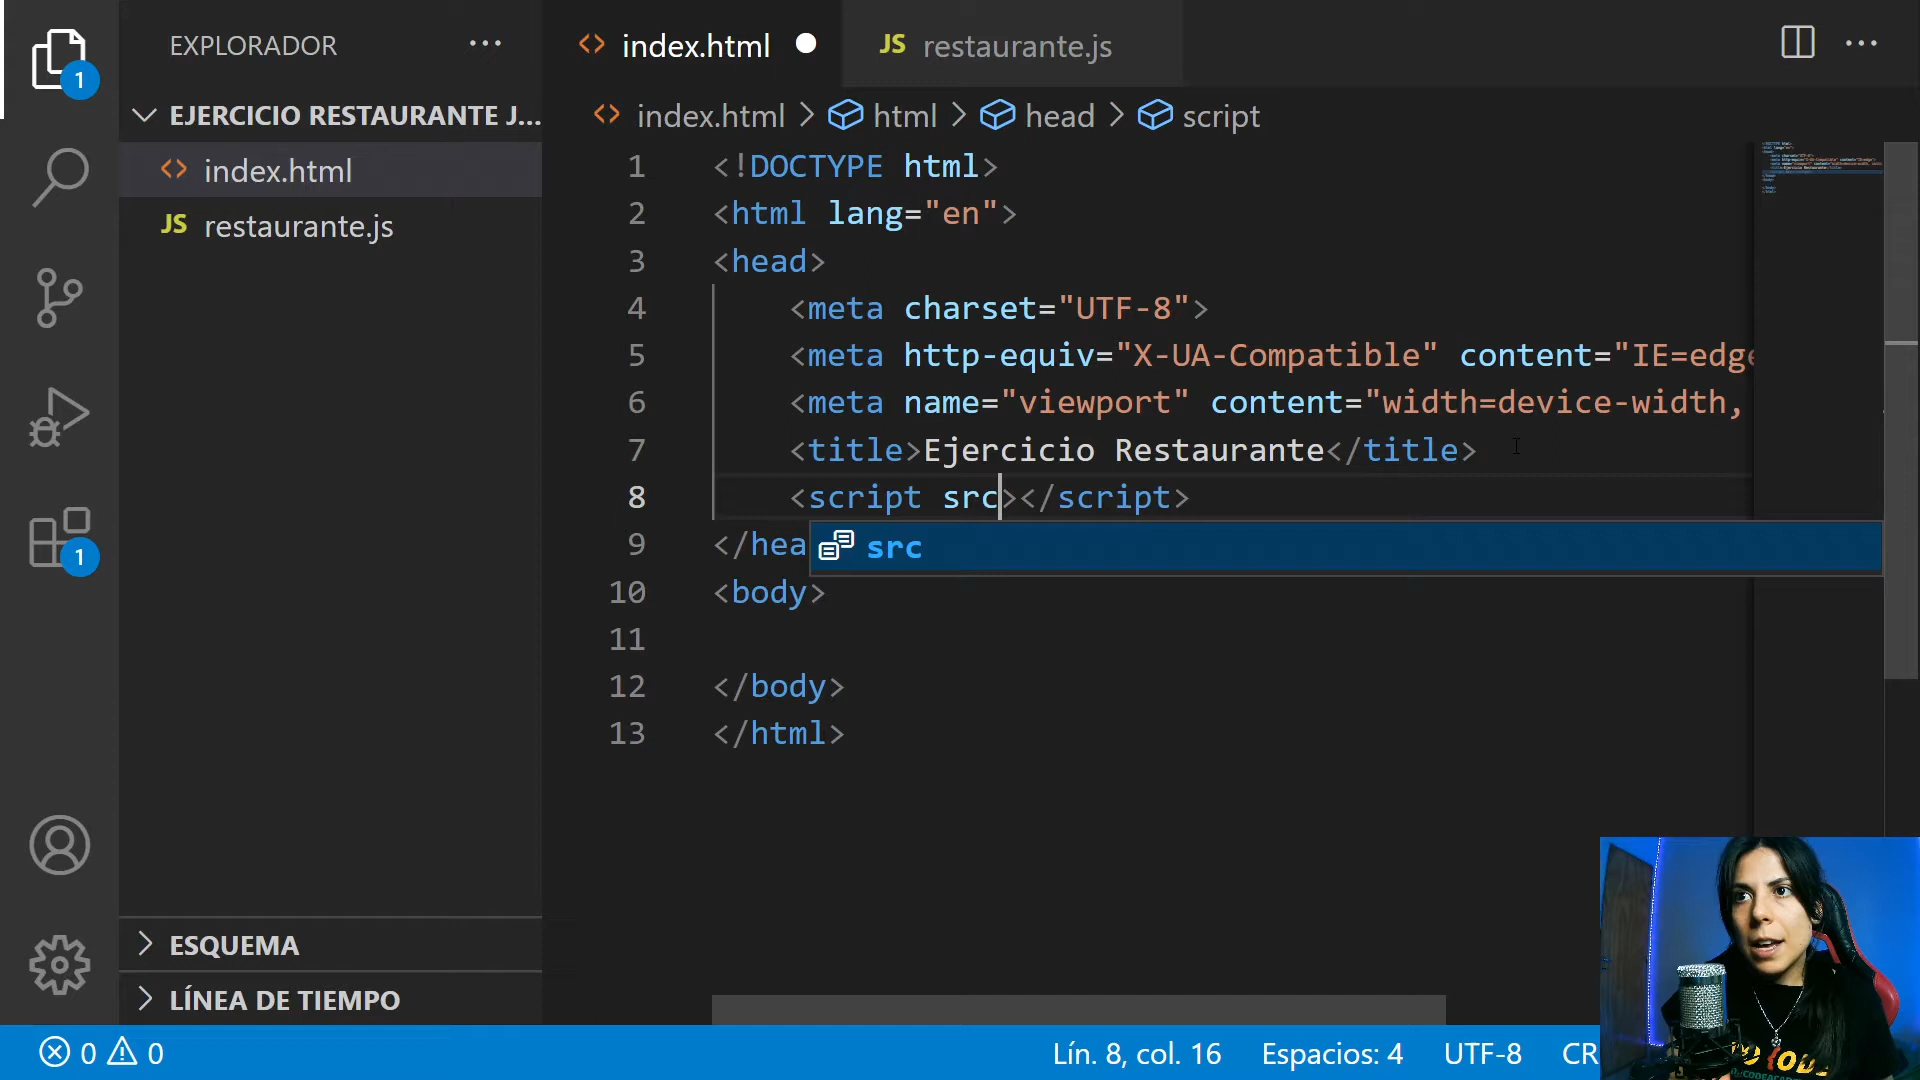 EXPLORADOR ...
index.html
JS restaurante.js
...
1
EJERCICIO RESTAURANTE J...
index.html
JS restaurante.js
1
index.html > html > head > script
1 <!DOCTYPE html>
2 <html lang="en">
3 <head>
4 <meta charset="UTF-8">
5 <meta http-equiv="X-UA-Compatible" content="IE=edge
6 <meta name="viewport" content="width=device-width,
7 <title>Ejercicio Restaurante</title>
8 <script src></script>
9 </hea
src
10 <body>
11
12 </body>
13 </html>
ESQUEMA
LÍNEA DE TIEMPO
0 0
Lín. 8, col. 16 Espacios: 4 UTF-8 CR